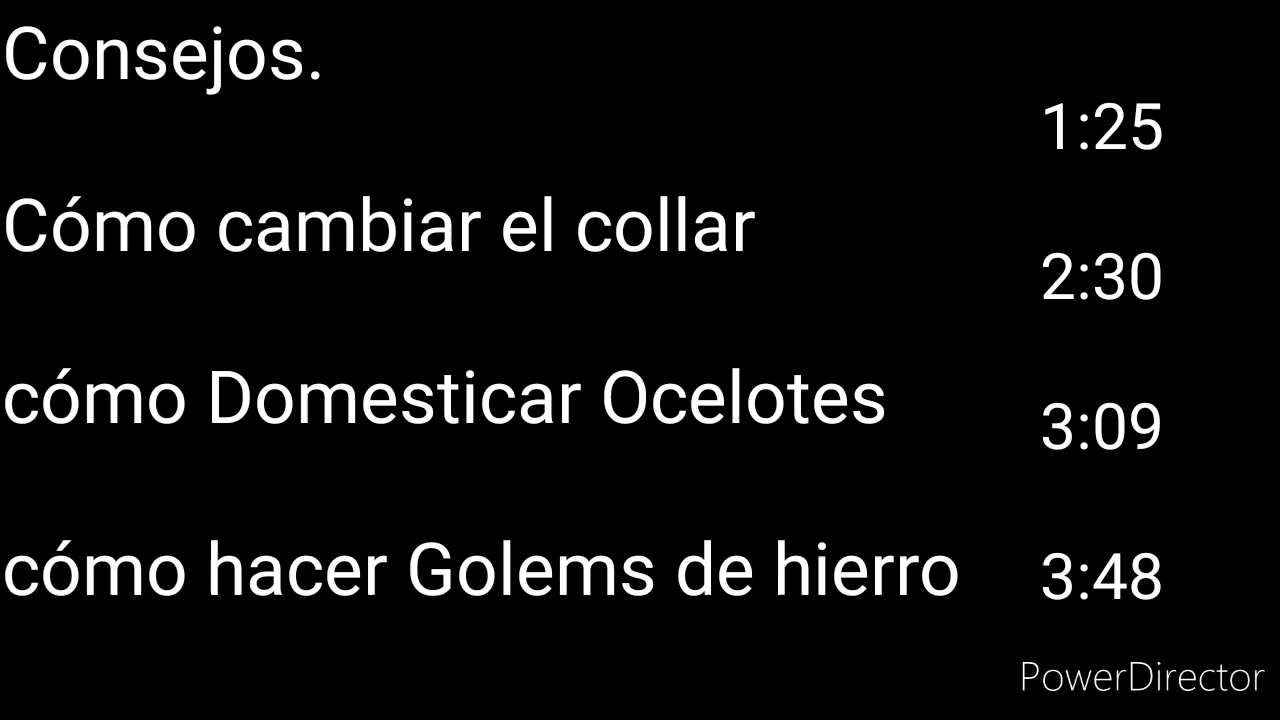 Consejos.
1:25
Cómo cambiar el collar
2:30
cómo Domesticar Ocelotes
3:09
cómo hacer Golems de hierro
3:48
PowerDirector